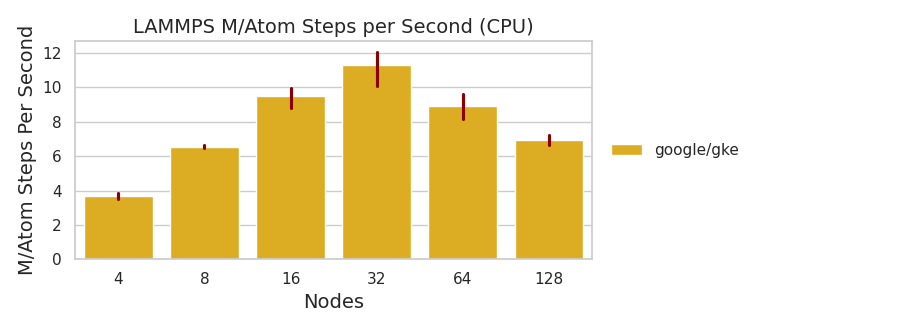 LAMMPS M/Atom Steps per Second (CPU)
M/Atom Steps Per Second
12
10
8
6
4
2
0
4 8 16 32 64 128
Nodes
google/gke